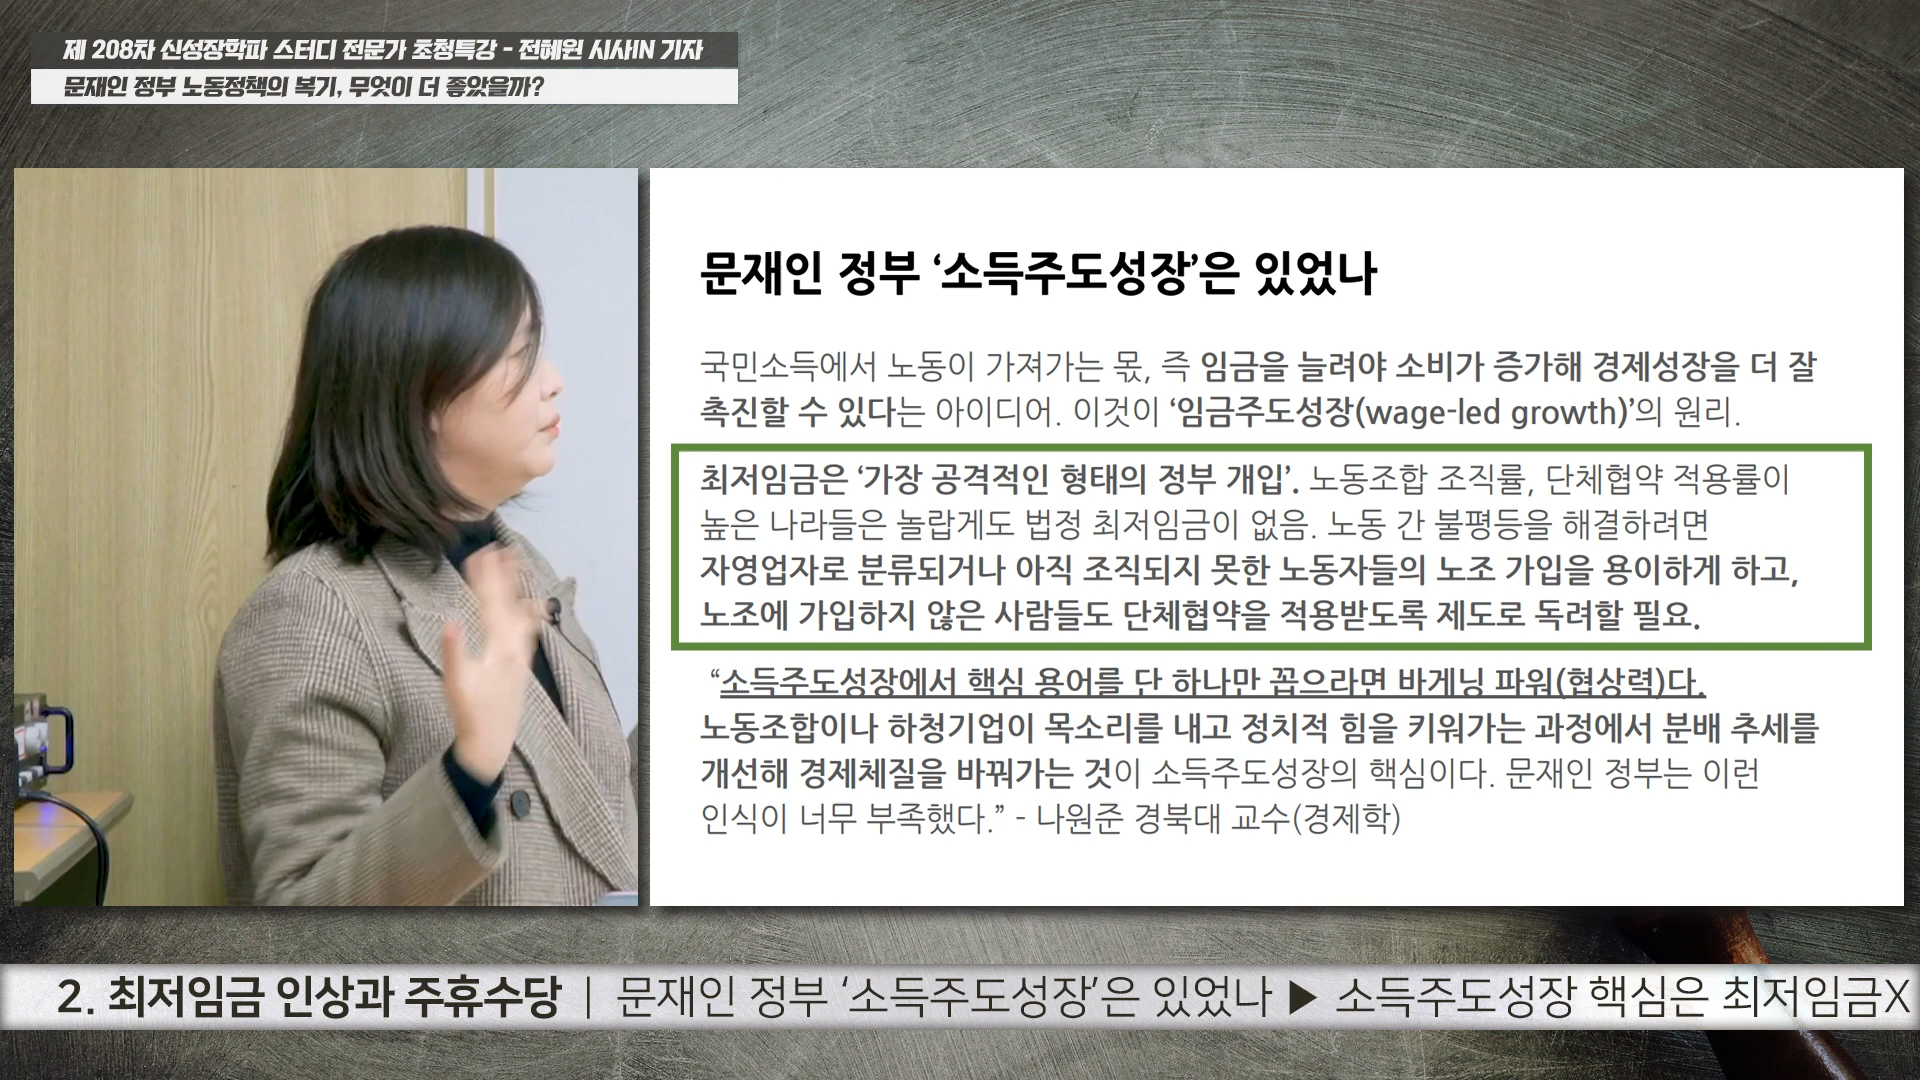 제 208차 신성장학파 스터디 전문가 초청특강 - 전혜원 시사IN 기자
문재인 정부 노동정책의 복기, 무엇이 더 좋았을까?
문재인 정부 ‘소득주도성장’은 있었나
국민소득에서 노동이 가져가는 몫, 즉 임금을 늘려야 소비가 증가해 경제성장을 더 잘
촉진할 수 있다는 아이디어. 이것이 ‘임금주도성장(wage-led growth)’의 원리.
최저임금은 ‘가장 공격적인 형태의 정부 개입’. 노동조합 조직률, 단체협약 적용률이
높은 나라들은 놀랍게도 법정 최저임금이 없음. 노동 간 불평등을 해결하려면
자영업자로 분류되거나 아직 조직되지 못한 노동자들의 노조 가입을 용이하게 하고,
노조에 가입하지 않은 사람들도 단체협약을 적용받도록 제도로 독려할 필요.
“소득주도성장에서 핵심 용어를 단 하나만 꼽으라면 바게닝 파워(협상력)다.
노동조합이나 하청기업이 목소리를 내고 정치적 힘을 키워가는 과정에서 분배 추세를
개선해 경제체질을 바꿔가는 것이 소득주도성장의 핵심이다. 문재인 정부는 이런
인식이 너무 부족했다.” - 나원준 경북대 교수(경제학)
2. 최저임금 인상과 주휴수당 | 문재인 정부 ‘소득주도성장’은 있었나 ▶ 소득주도성장 핵심은 최저임금X